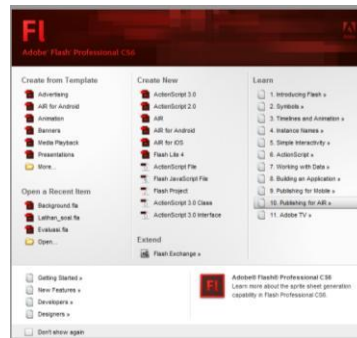 Fl
Adobe Flash Professional CS6
Create from Template
Advertising
AIR for Android
Animation
Banners
Media Playback
Presentations
More...
Open a Recent Item
Background.fla
Latihan_soal.fla
Evaluasi.fla
Open...
Create New
ActionScript 3.0
ActionScript 2.0
AIR
AIR for Android
AIR for iOS
Flash Lite 4
ActionScript File
Flash JavaScript File
Flash Project
ActionScript 3.0 Class
ActionScript 3.0 Interface
Extend
Flash Exchange »
Learn
1. Introducing Flash »
2. Symbols »
3. Timelines and Animation »
4. Instance Names »
5. Simple Interactivity »
6. ActionScript »
7. Working with Data »
8. Building an Application »
9. Publishing for Mobile »
10. Publishing for AIR »
11. Adobe TV »
Getting Started »
New Features »
Developers »
Designers »
Fl
Adobe® Flash® Professional CS6
Learn more about the sprite sheet generation
capability in Flash Professional CS6.
Don't show again